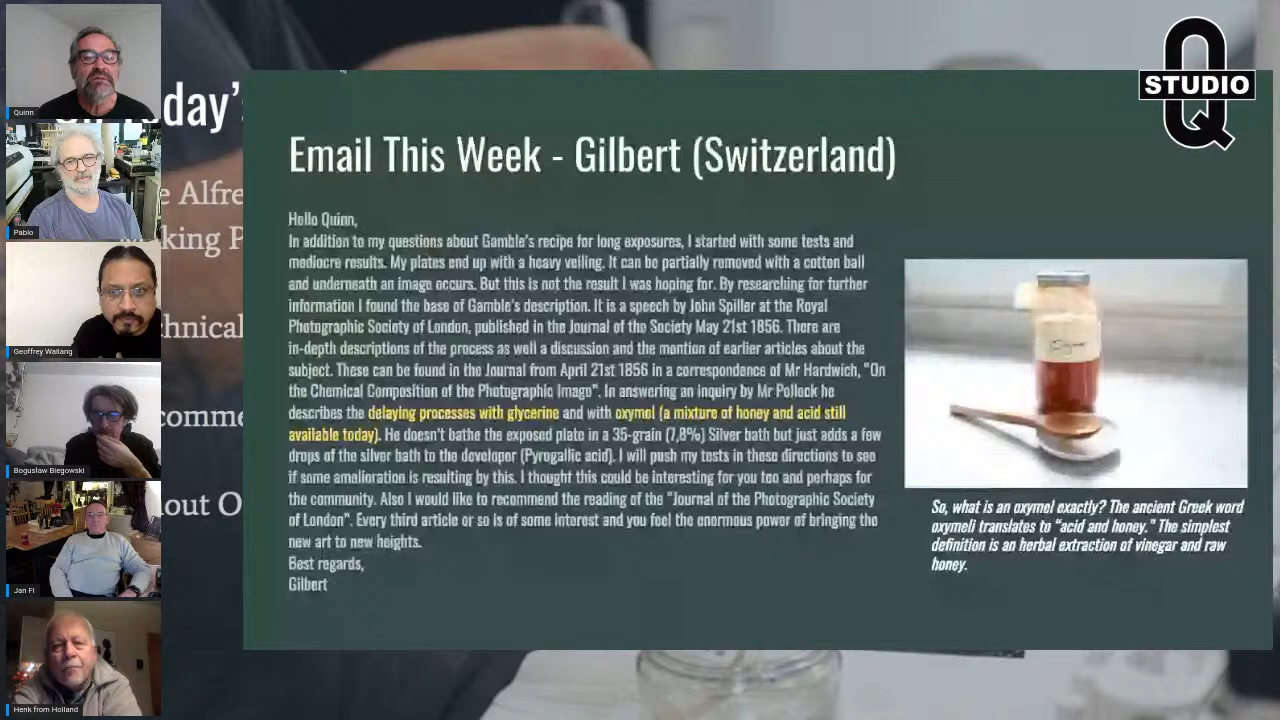 STUDIO
Q
Quinn
Pablo
Geoffrey Wallang
Bogusław Biegowski
Jan Fl
Henk from Holland
day's
e Alfre
king P
hnical
comme
out O
Email This Week - Gilbert (Switzerland)
Hello Quinn,
In addition to my questions about Gamble's recipe for long exposures, I started with some tests and
mediocre results. My plates end up with a heavy veiling. It can be partially removed with a cotton ball
and underneath an image occurs. But this is not the result I was hoping for. By researching for further
information I found the base of Gamble's description. It is a speech by John Spiller at the Royal
Photographic Society of London, published in the Journal of the Society May 21st 1856. There are
in-depth descriptions of the process as well a discussion and the mention of earlier articles about the
subject. These can be found in the Journal from April 21st 1856 in a correspondence of Mr Hardwich, "On
the Chemical Composition of the Photographic Image". In answering an inquiry by Mr Pollock he
describes the delaying processes with glycerine and with oxymol (a mixture of honey and acid still
available today). He doesn't bathe the exposed plate in a 35-grain (7,8%) Silver bath but just adds a few
drops of the silver bath to the developer (Pyrogallic acid). I will push my tests in those directions to see
if some amelioration is resulting by this. I thought this could be interesting for you too and perhaps for
the community. Also I would like to recommend the reading of the "Journal of the Photographic Society
of London". Every third article or so is of some interest and you feel the enormous power of bringing the
new art to new heights.
Best regards,
Gilbert
So, what is an oxymel exactly? The ancient Greek word
oxymeli translates to "acid and honey." The simplest
definition is an herbal extraction of vinegar and raw
honey.